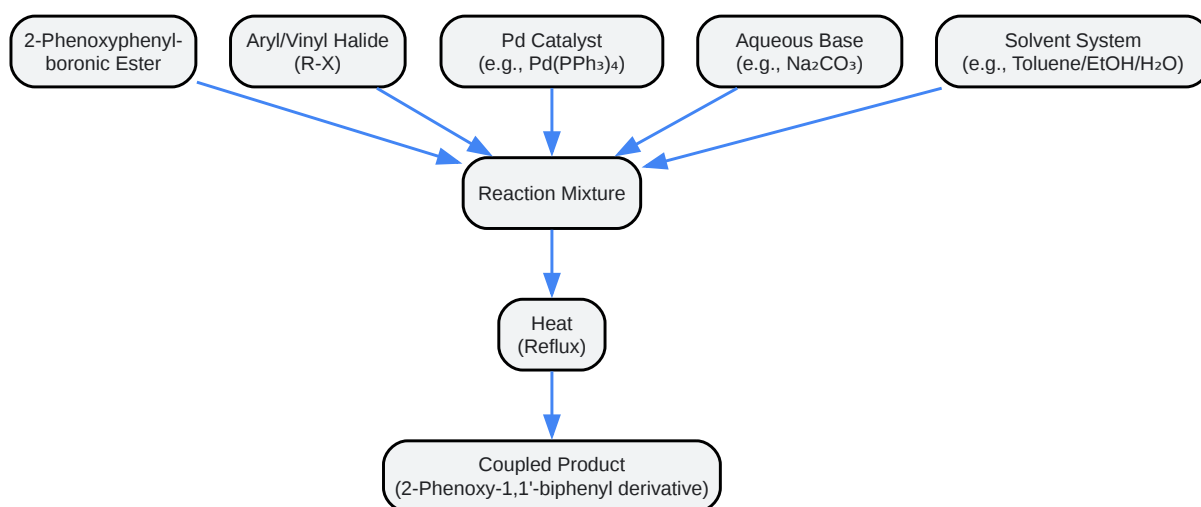 2-Phenoxyphenyl-
boronic Ester
Aryl/Vinyl Halide
(R-X)
Pd Catalyst
(e.g., Pd(PPh₃)₄)
Aqueous Base
(e.g., Na₂CO₃)
Solvent System
(e.g., Toluene/EtOH/H₂O)
Reaction Mixture
Heat
(Reflux)
Coupled Product
(2-Phenoxy-1,1'-biphenyl derivative)